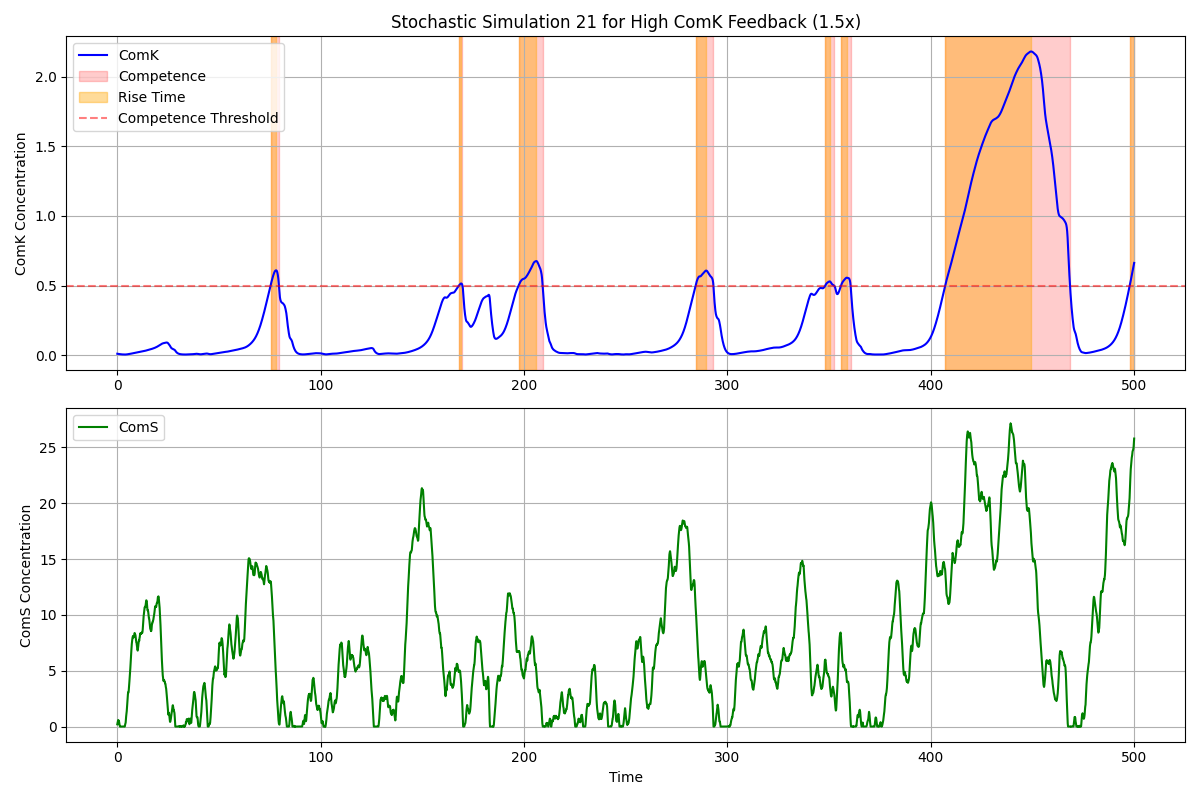 Stochastic Simulation 21 for High ComK Feedback (1.5x)
ComK
Competence
Rise Time
Competence Threshold
ComK Concentration
2.0
1.5
1.0
0.5
0.0
0 100 200 300 400 500
ComS
ComS Concentration
25
20
15
10
5
0
0 100 200 300 400 500
Time